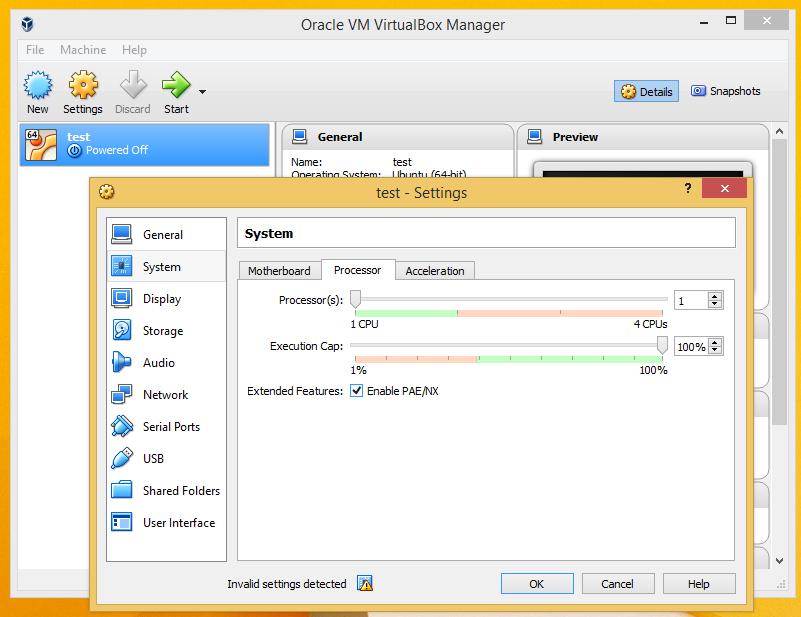 Oracle VM VirtualBox Manager
File Machine Help
New Settings Discard Start
Details Snapshots
64
test
Powered Off
General
Name: test
Operating System: Ubuntu (64-bit)
Preview
test - Settings
?
General
System
Display
Storage
Audio
Network
Serial Ports
USB
Shared Folders
User Interface
System
Motherboard Processor Acceleration
Processor(s): 1
1 CPU 4 CPUs
Execution Cap: 100%
1% 100%
Extended Features: Enable PAE/NX
Invalid settings detected
OK Cancel Help